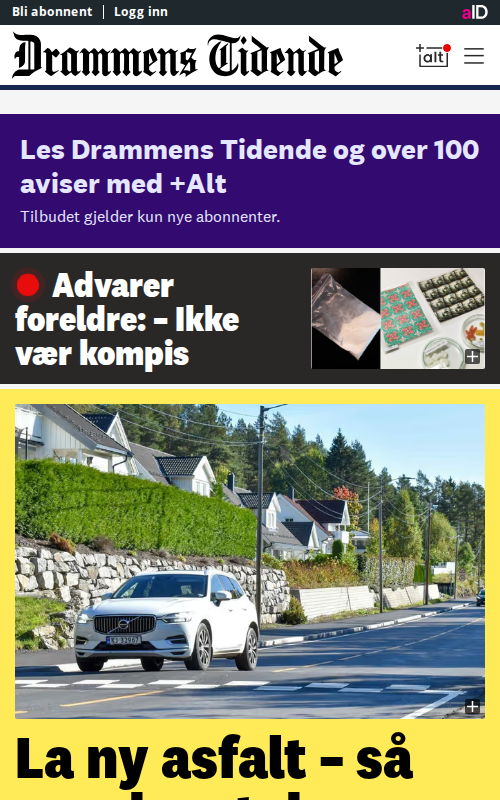 Bli abonnent | Logg inn
aID
Drammens Tidende
+alt
Les Drammens Tidende og over 100
aviser med +Alt
Tilbudet gjelder kun nye abonnenter.
Advarer
foreldre: – Ikke
vær kompis
La ny asfalt – så